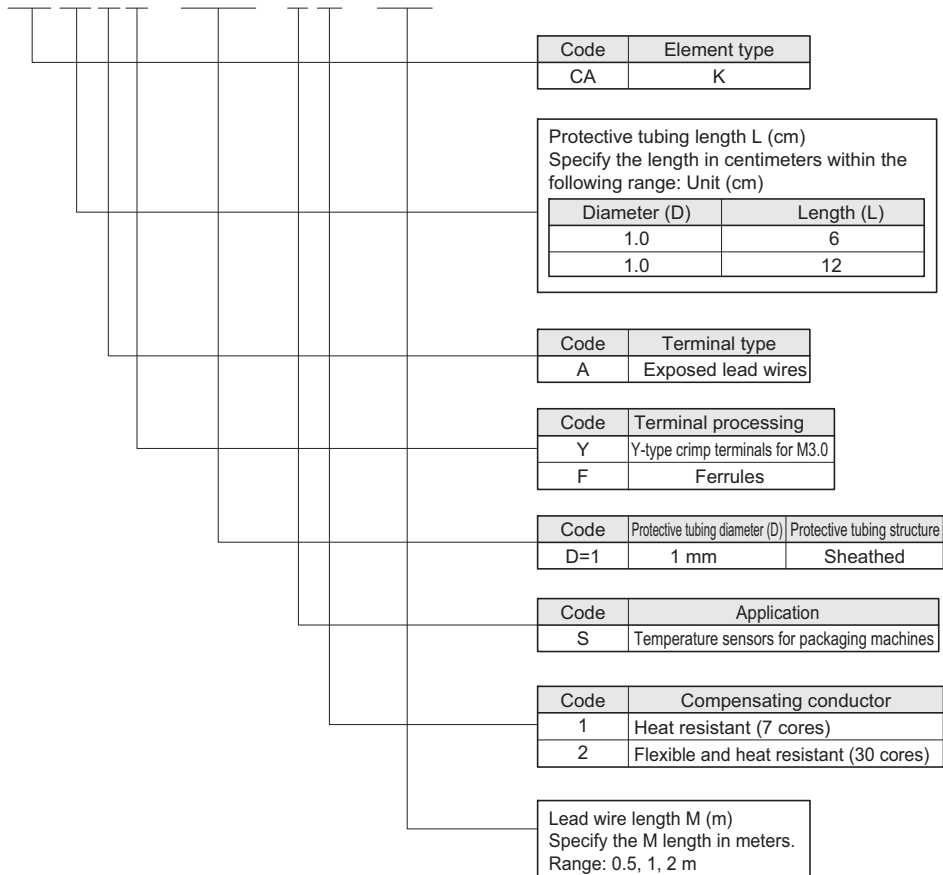 Code Element type
CA K
Protective tubing length L (cm)
Specify the length in centimeters within the
following range: Unit (cm)
Diameter (D) Length (L)
1.0 6
1.0 12
Code Terminal type
A Exposed lead wires
Code Terminal processing
Y Y-type crimp terminals for M3.0
F Ferrules
Code Protective tubing diameter (D) Protective tubing structure
D=1 1 mm Sheathed
Code Application
S Temperature sensors for packaging machines
Code Compensating conductor
1 Heat resistant (7 cores)
2 Flexible and heat resistant (30 cores)
Lead wire length M (m)
Specify the M length in meters.
Range: 0.5, 1, 2 m